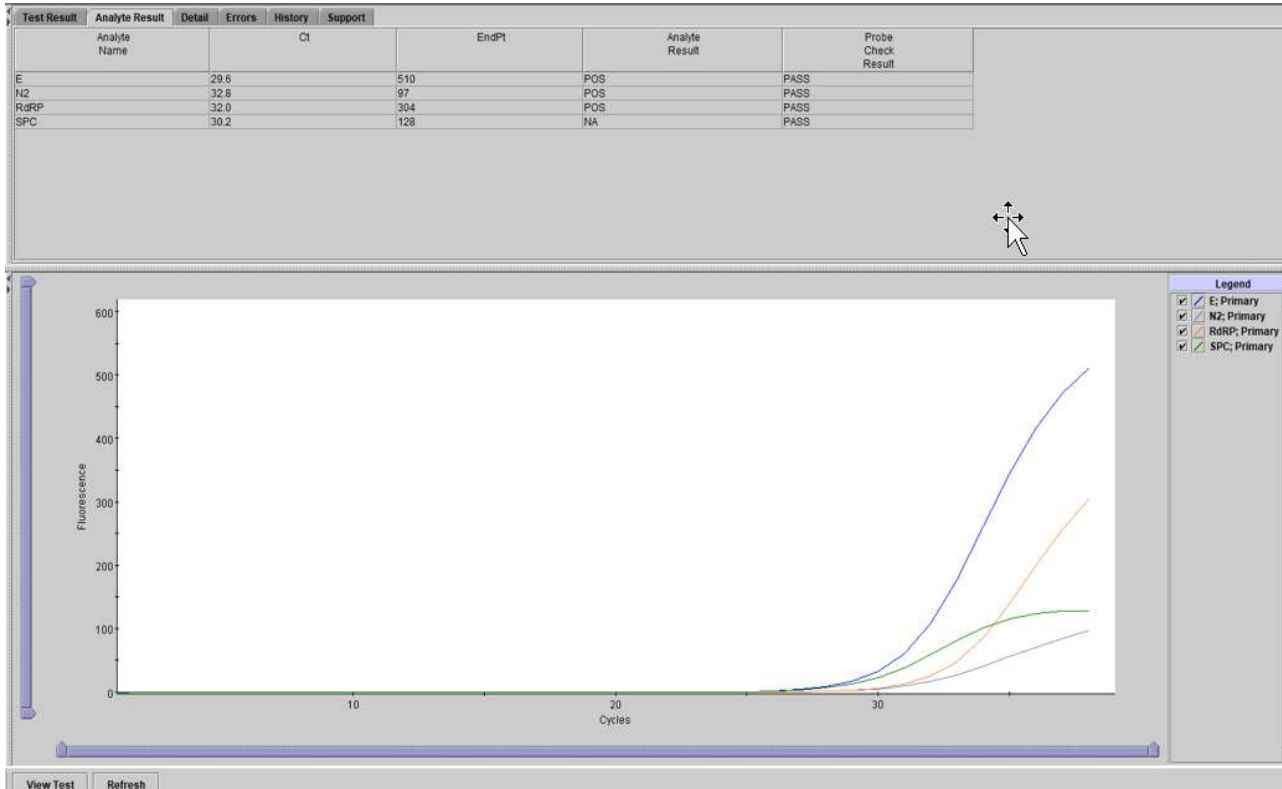 Test Result Analyte Result Detail Errors History Support
Analyte Name Ct EndPt Analyte Result Probe Check Result
E 29.6 510 POS PASS
N2 32.8 97 POS PASS
RdRP 32.0 304 POS PASS
SPC 30.2 128 NA PASS
Legend
E; Primary
N2; Primary
RdRP; Primary
SPC; Primary
600
500
400
300
200
100
0
Fluorescence
10 20 30
Cycles
View Test Refresh